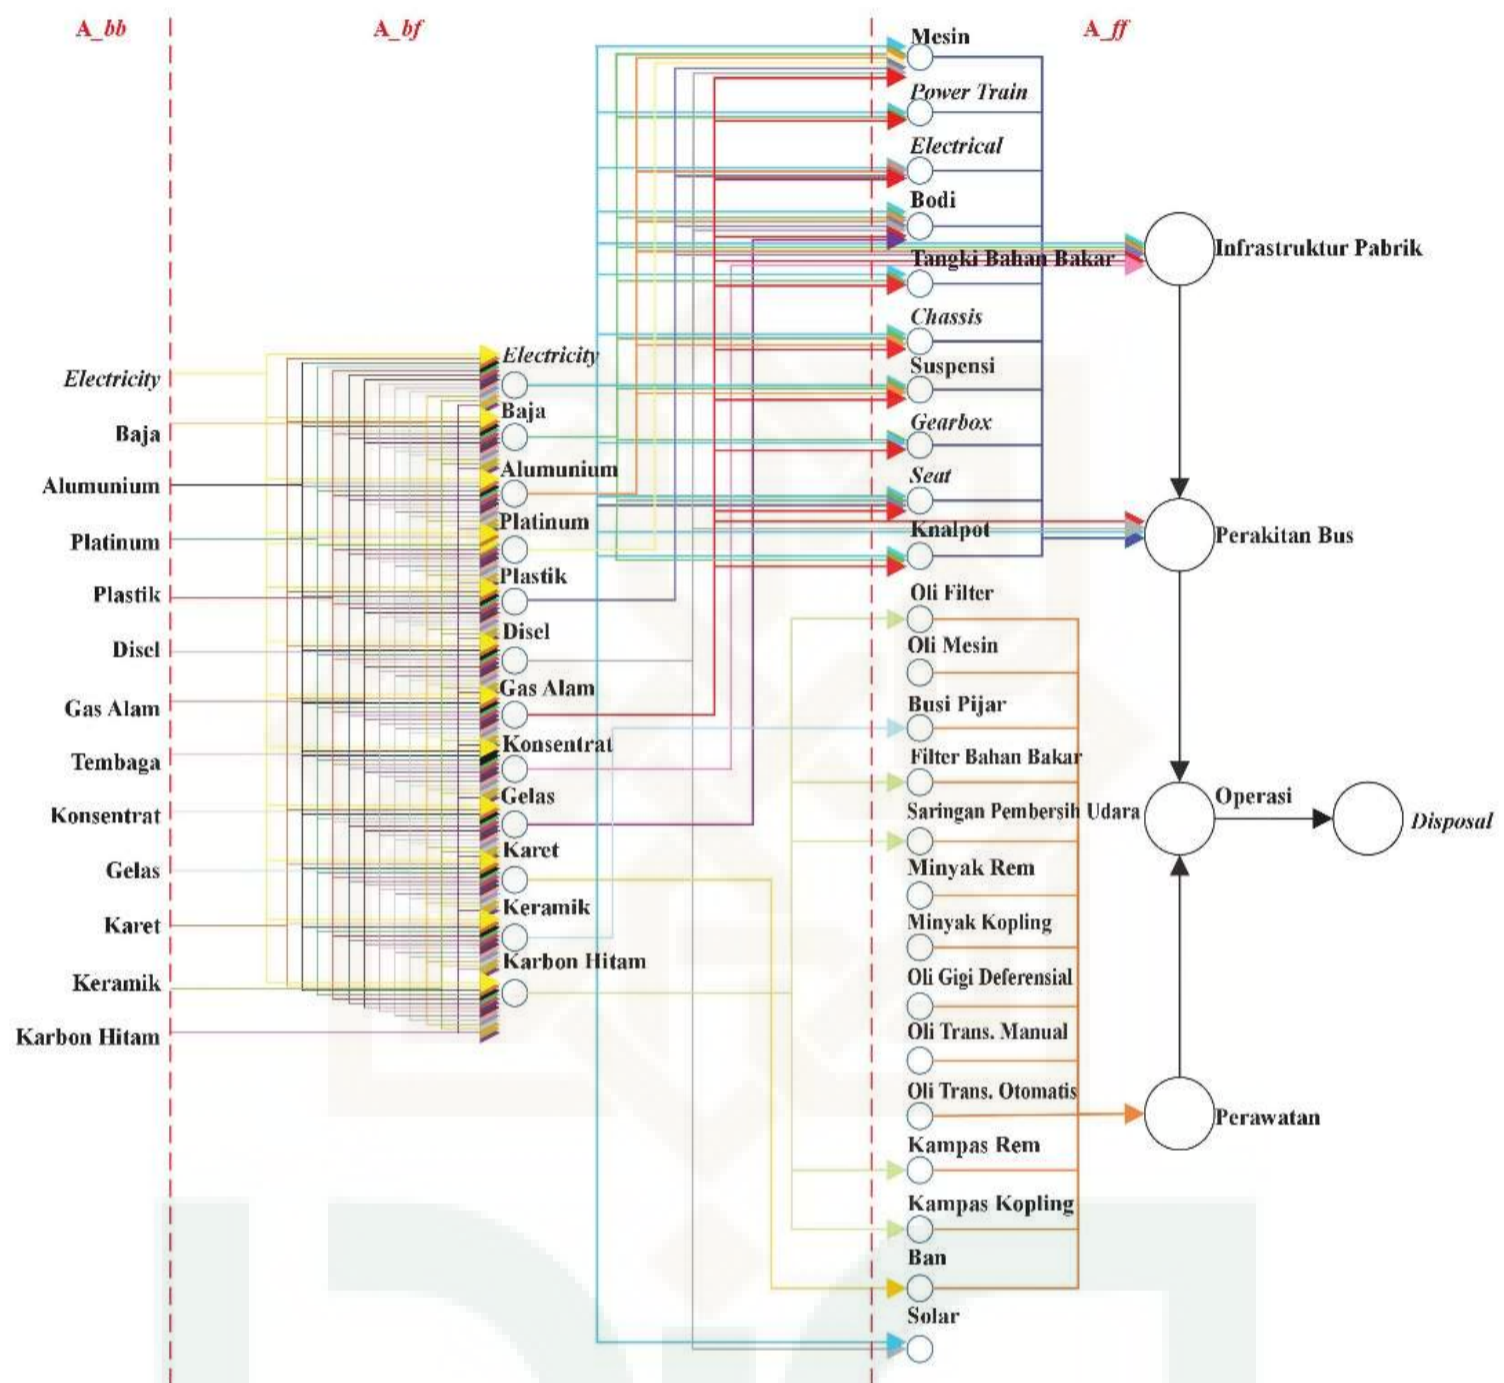 A_bb
A_bf
A_ff
Electricity
Baja
Alumunium
Platinum
Plastik
Disel
Gas Alam
Tembaga
Konsentrat
Gelas
Karet
Keramik
Karbon Hitam
Electricity
Baja
Alumunium
Platinum
Plastik
Disel
Gas Alam
Konsentrat
Gelas
Karet
Keramik
Karbon Hitam
Mesin
Power Train
Electrical
Bodi
Tangki Bahan Bakar
Chassis
Suspensi
Gearbox
Seat
Knalpot
Oli Filter
Oli Mesin
Busi Pijar
Filter Bahan Bakar
Saringan Pembersih Udara
Minyak Rem
Minyak Kopling
Oli Gigi Deferensial
Oli Trans. Manual
Oli Trans. Otomatis
Kampas Rem
Kampas Kopling
Ban
Solar
Infrastruktur Pabrik
Perakitan Bus
Operasi
Disposal
Perawatan